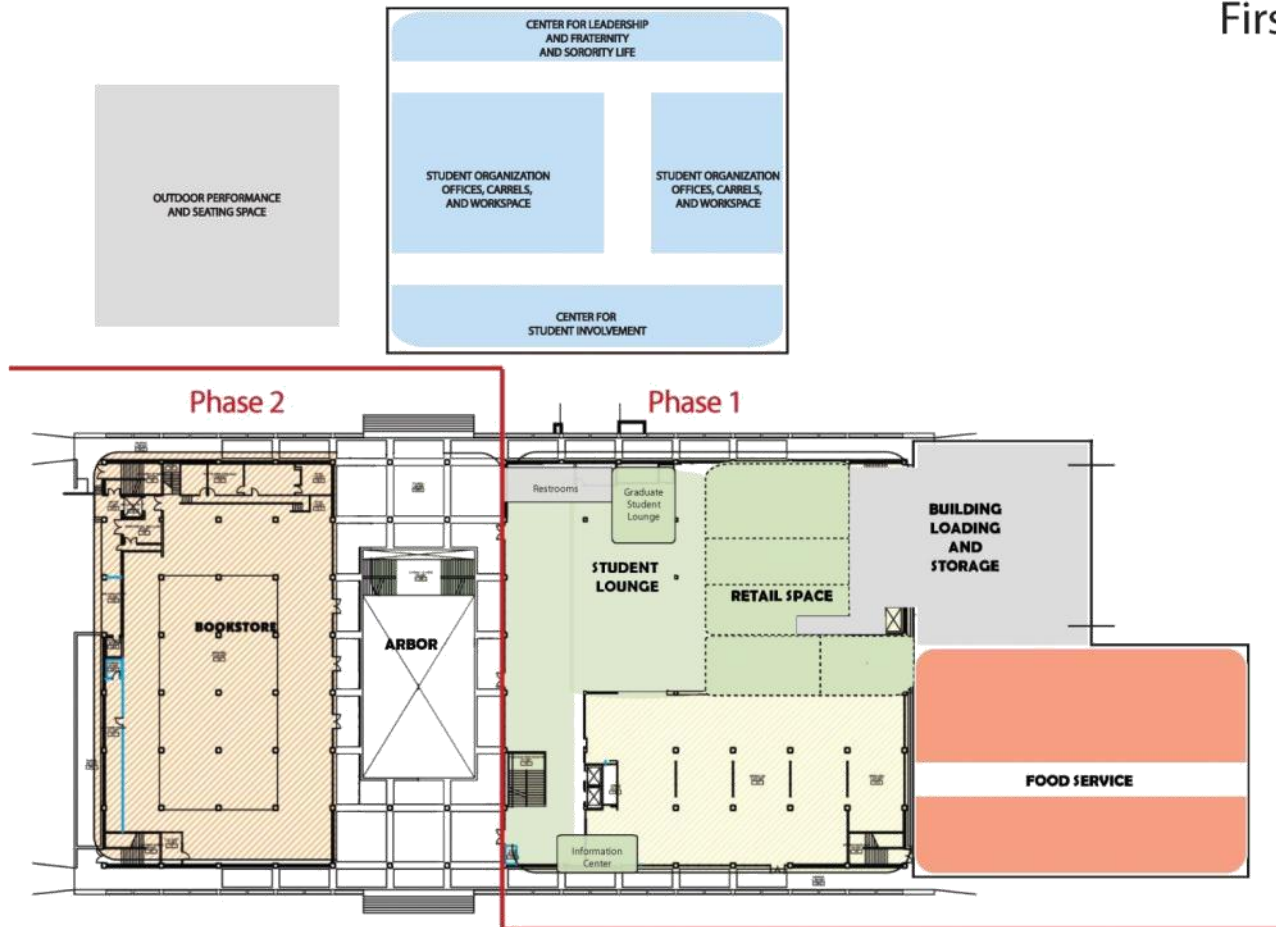 Firs
CENTER FOR LEADERSHIP
AND FRATERNITY
AND SORORITY LIFE
OUTDOOR PERFORMANCE
AND SEATING SPACE
STUDENT ORGANIZATION
OFFICES, CARRELS,
AND WORKSPACE
STUDENT ORGANIZATION
OFFICES, CARRELS,
AND WORKSPACE
CENTER FOR
STUDENT INVOLVEMENT
Phase 2
Phase 1
Restrooms
Graduate
Student
Lounge
STUDENT
LOUNGE
RETAIL SPACE
BUILDING
LOADING
AND
STORAGE
BOOKSTORE
ARBOR
FOOD SERVICE
Information
Center